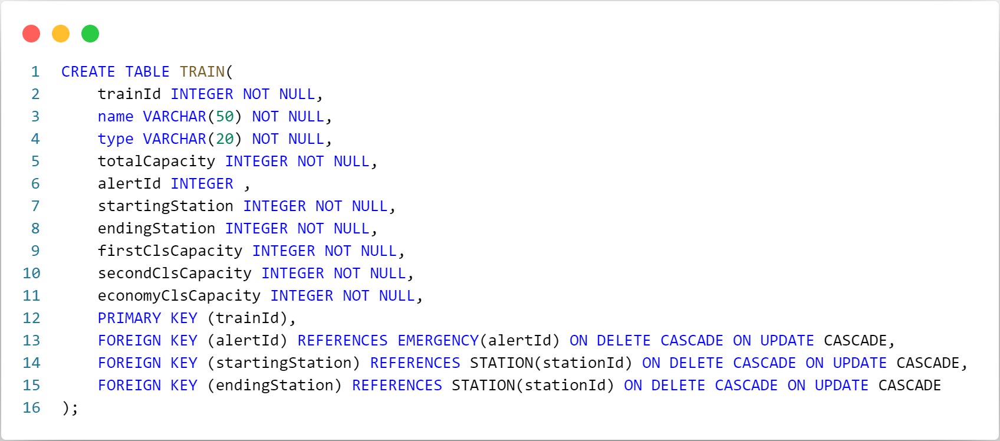 1 CREATE TABLE TRAIN(
2     trainId INTEGER NOT NULL,
3     name VARCHAR(50) NOT NULL,
4     type VARCHAR(20) NOT NULL,
5     totalCapacity INTEGER NOT NULL,
6     alertId INTEGER ,
7     startingStation INTEGER NOT NULL,
8     endingStation INTEGER NOT NULL,
9     firstClsCapacity INTEGER NOT NULL,
10     secondClsCapacity INTEGER NOT NULL,
11     economyClsCapacity INTEGER NOT NULL,
12     PRIMARY KEY (trainId),
13     FOREIGN KEY (alertId) REFERENCES EMERGENCY(alertId) ON DELETE CASCADE ON UPDATE CASCADE,
14     FOREIGN KEY (startingStation) REFERENCES STATION(stationId) ON DELETE CASCADE ON UPDATE CASCADE,
15     FOREIGN KEY (endingStation) REFERENCES STATION(stationId) ON DELETE CASCADE ON UPDATE CASCADE
16 );